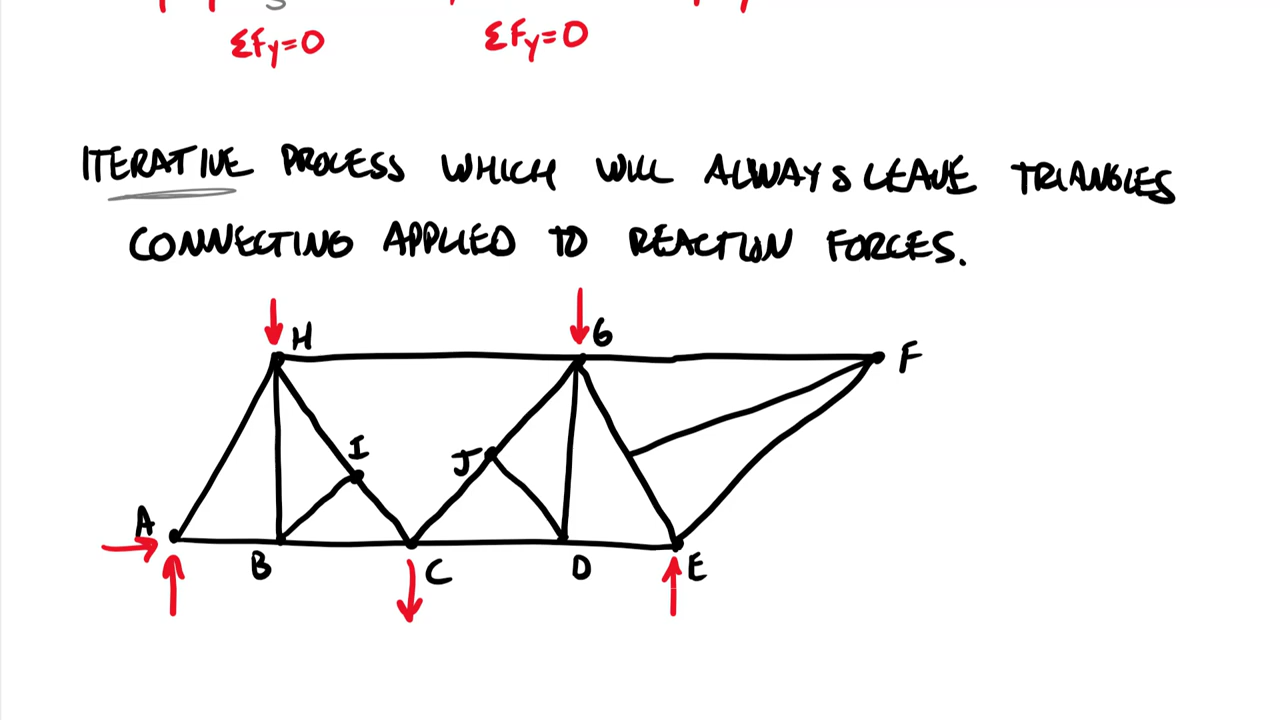 ΣFy=0 ΣFy=0
ITERATIVE PROCESS WHICH WILL ALWAYS LEAVE TRIANGLES
CONNECTING APPLIED TO REACTION FORCES.
H G
F
I
J
A
B C D E